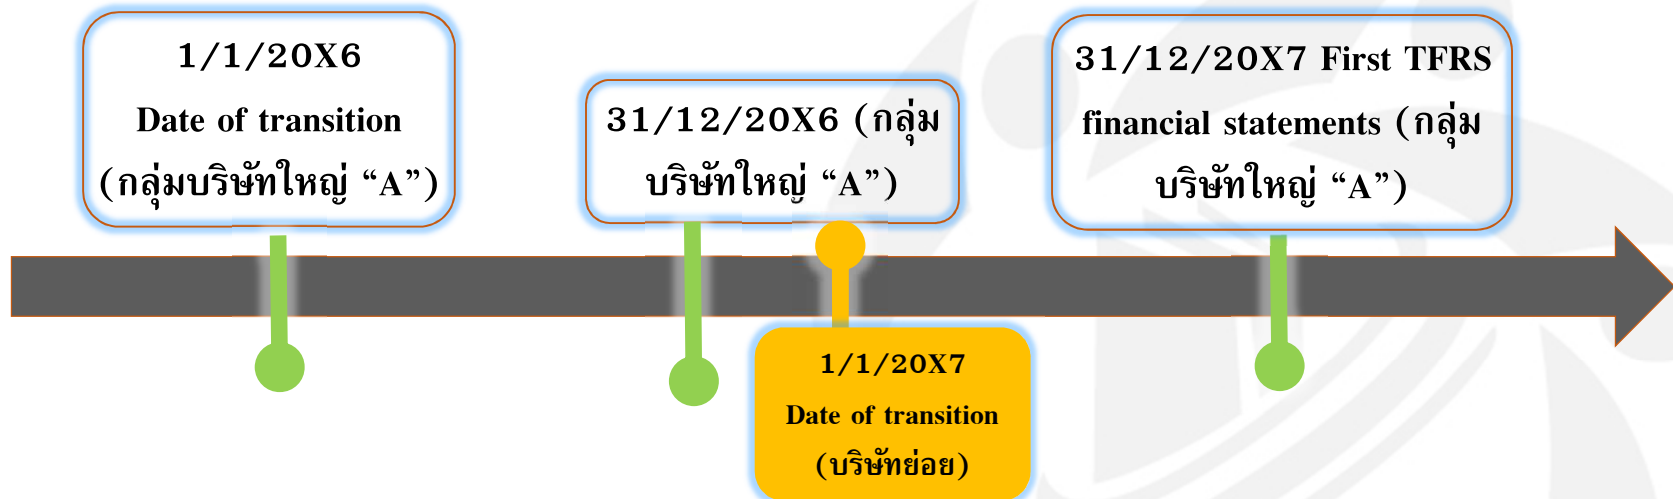 1/1/20X6
Date of transition
(กลุ่มบริษัทใหญ่ “A”)
31/12/20X6 (กลุ่ม
บริษัทใหญ่ “A”)
31/12/20X7 First TFRS
financial statements (กลุ่ม
บริษัทใหญ่ “A”)
1/1/20X7
Date of transition
(บริษัทย่อย)